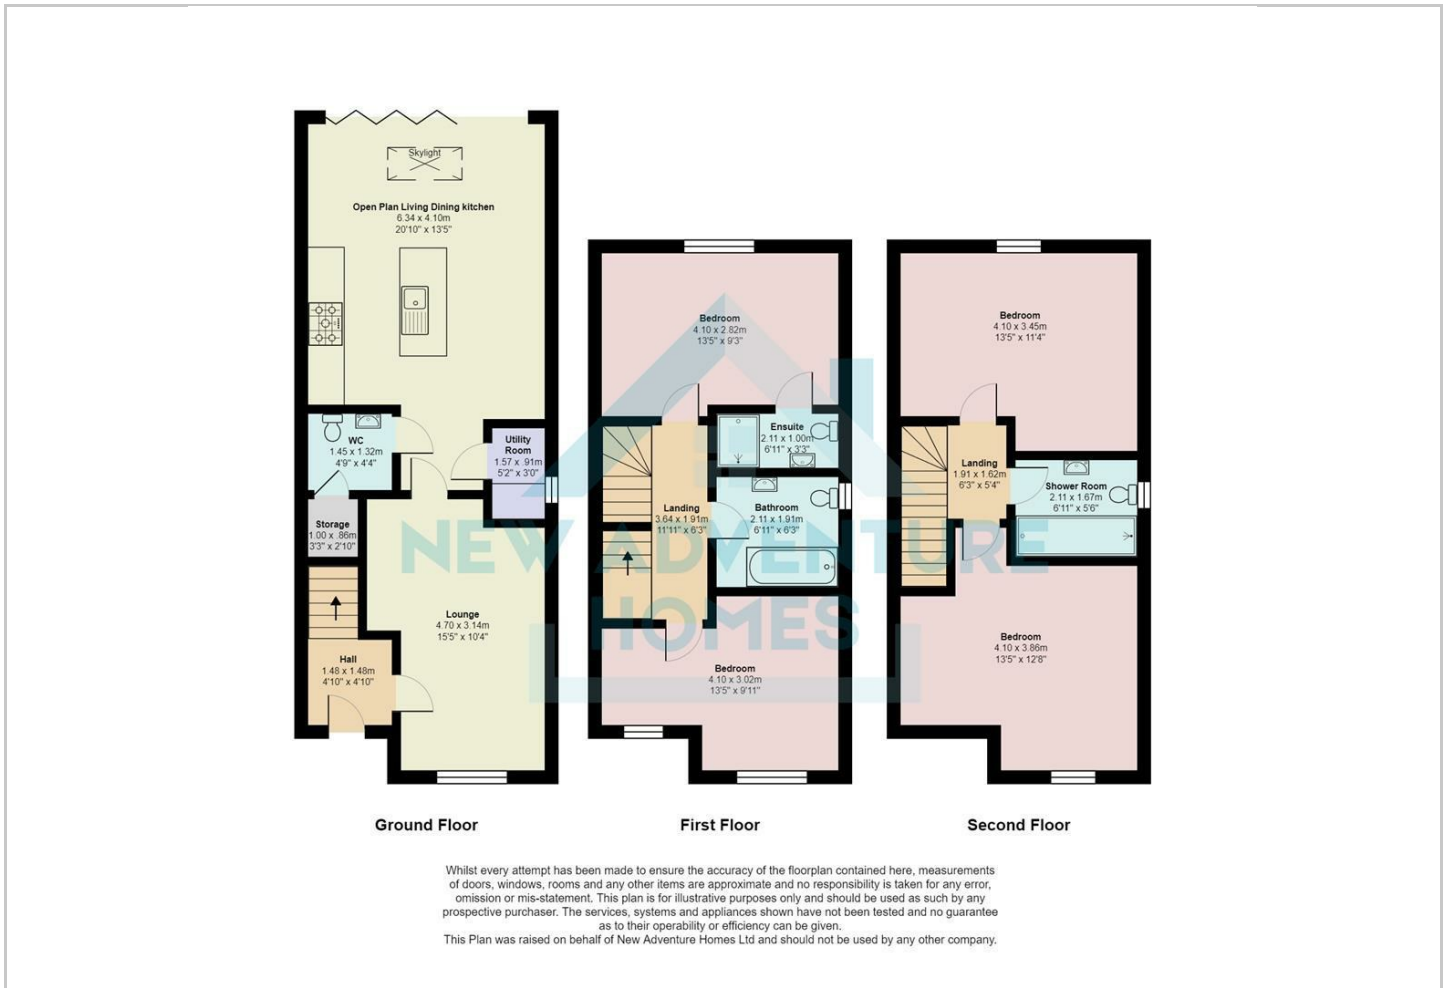 Skylight
Open Plan Living Dining kitchen
6.34 x 4.10m
20'10" x 13'5"
WC
1.45 x 1.32m
4'9" x 4'4"
Utility
Room
1.57 x .91m
5'2" x 3'0"
Storage
1.00 x .86m
3'3" x 2'10"
Lounge
4.70 x 3.14m
15'5" x 10'4"
Hall
1.48 x 1.48m
4'10" x 4'10"
Ground Floor
Bedroom
4.10 x 2.82m
13'5" x 9'3"
Ensuite
2.11 x 1.00m
6'11" x 3'3"
Landing
3.64 x 1.91m
11'11" x 6'3"
Bathroom
2.11 x 1.91m
6'11" x 6'3"
Bedroom
4.10 x 3.02m
13'5" x 9'11"
First Floor
Bedroom
4.10 x 3.45m
13'5" x 11'4"
Landing
1.91 x 1.62m
6'3" x 5'4"
Shower Room
2.11 x 1.67m
6'11" x 5'6"
Bedroom
4.10 x 3.86m
13'5" x 12'8"
Second Floor
NEW ADVENTURE
HOMES
Whilst every attempt has been made to ensure the accuracy of the floorplan contained here, measurements
of doors, windows, rooms and any other items are approximate and no responsibility is taken for any error,
omission or mis-statement. This plan is for illustrative purposes only and should be used as such by any
prospective purchaser. The services, systems and appliances shown have not been tested and no guarantee
as to their operability or efficiency can be given.
This Plan was raised on behalf of New Adventure Homes Ltd and should not be used by any other company.